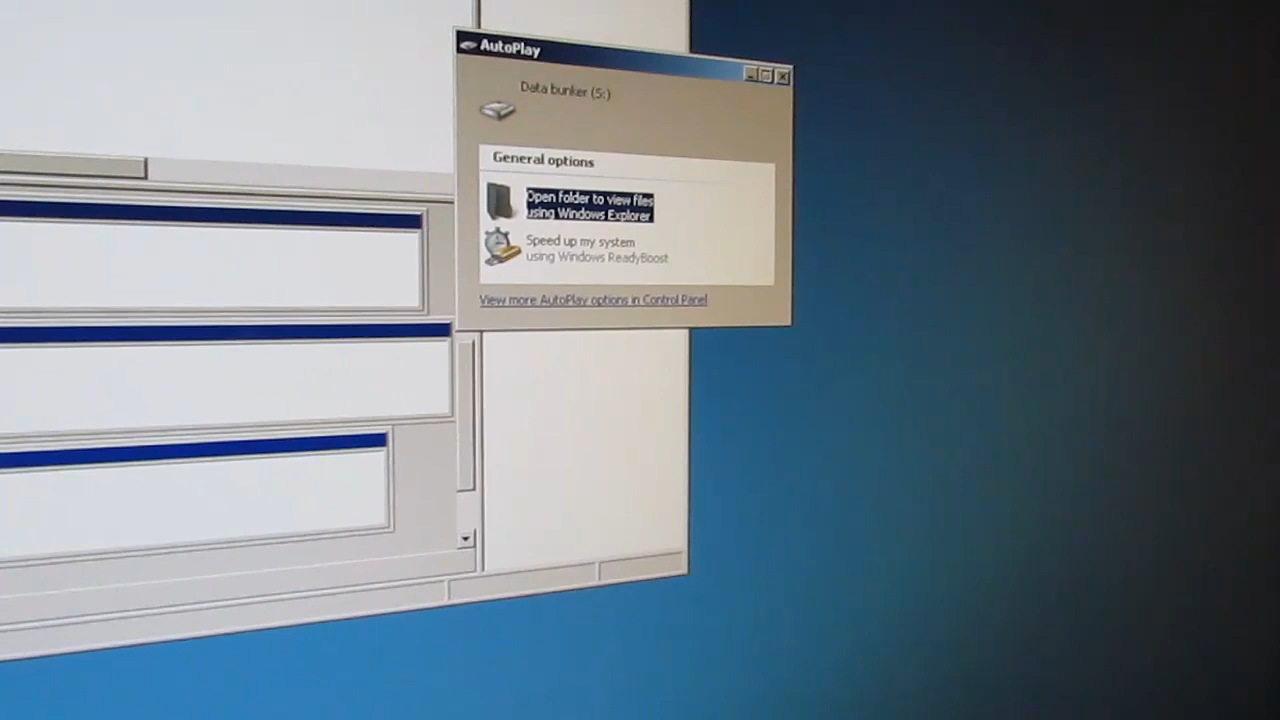 AutoPlay
Data bunker (S:)
General options
Open folder to view files
using Windows Explorer
Speed up my system
using Windows ReadyBoost
View more AutoPlay options in Control Panel